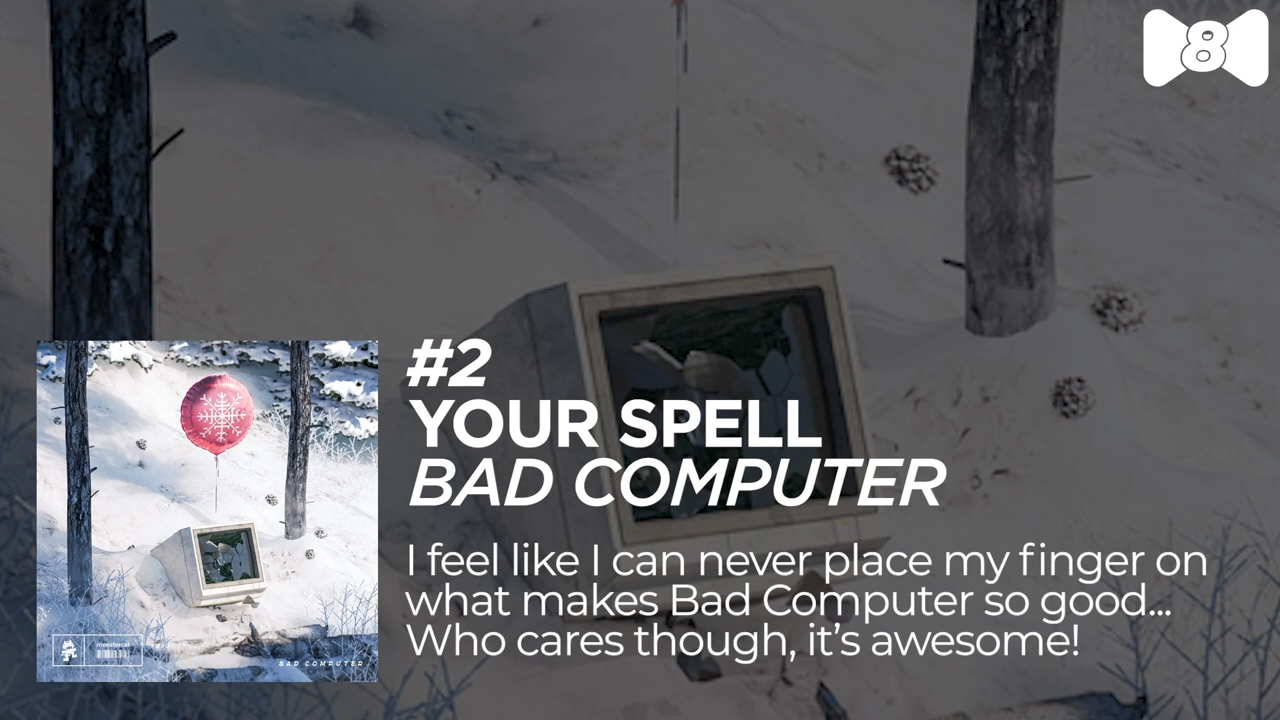 8
#2
YOUR SPELL
BAD COMPUTER
I feel like I can never place my finger on
what makes Bad Computer so good...
Who cares though, it's awesome!
monstercat
BAD COMPUTER